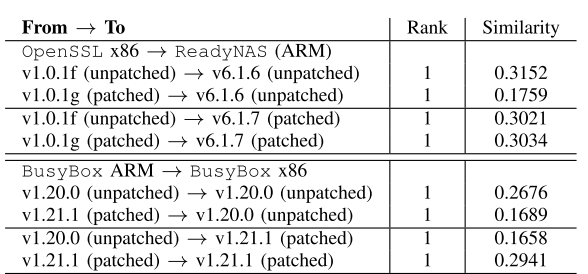 From → To Rank Similarity
OpenSSL x86 → ReadyNAS (ARM)
v1.0.1f (unpatched) → v6.1.6 (unpatched) 1 0.3152
v1.0.1g (patched) → v6.1.6 (unpatched) 1 0.1759
v1.0.1f (unpatched) → v6.1.7 (patched) 1 0.3021
v1.0.1g (patched) → v6.1.7 (patched) 1 0.3034
BusyBox ARM → BusyBox x86
v1.20.0 (unpatched) → v1.20.0 (unpatched) 1 0.2676
v1.21.1 (patched) → v1.20.0 (unpatched) 1 0.1689
v1.20.0 (unpatched) → v1.21.1 (patched) 1 0.1658
v1.21.1 (patched) → v1.21.1 (patched) 1 0.2941